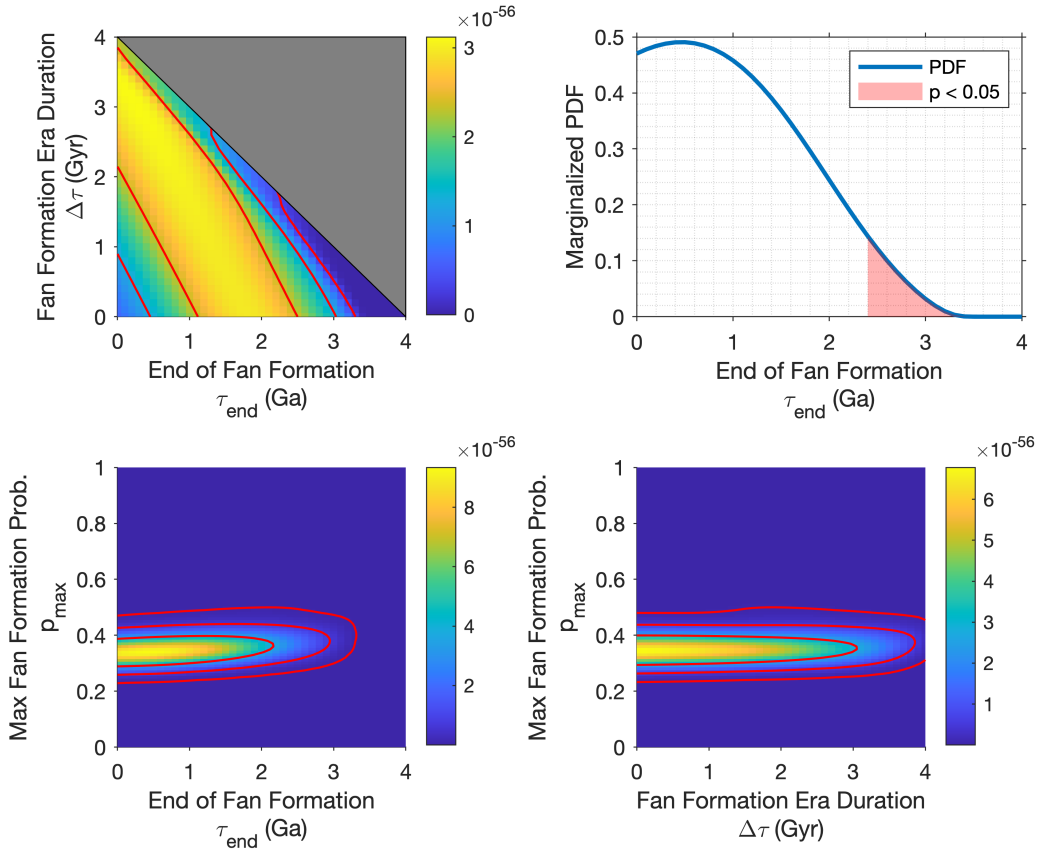 ×10^-56
Fan Formation Era Duration
Δτ (Gyr)
4
3
2
1
0
3
2
1
0
0 1 2 3 4
End of Fan Formation
τ_end (Ga)
Marginalized PDF
0.5
0.4
0.3
0.2
0.1
0
PDF
p < 0.05
0 1 2 3 4
End of Fan Formation
τ_end (Ga)
×10^-56
Max Fan Formation Prob.
p_max
1
0.8
0.6
0.4
0.2
0
8
6
4
2
0 1 2 3 4
End of Fan Formation
τ_end (Ga)
×10^-56
Max Fan Formation Prob.
p_max
1
0.8
0.6
0.4
0.2
0
6
5
4
3
2
1
0 1 2 3 4
Fan Formation Era Duration
Δτ (Gyr)